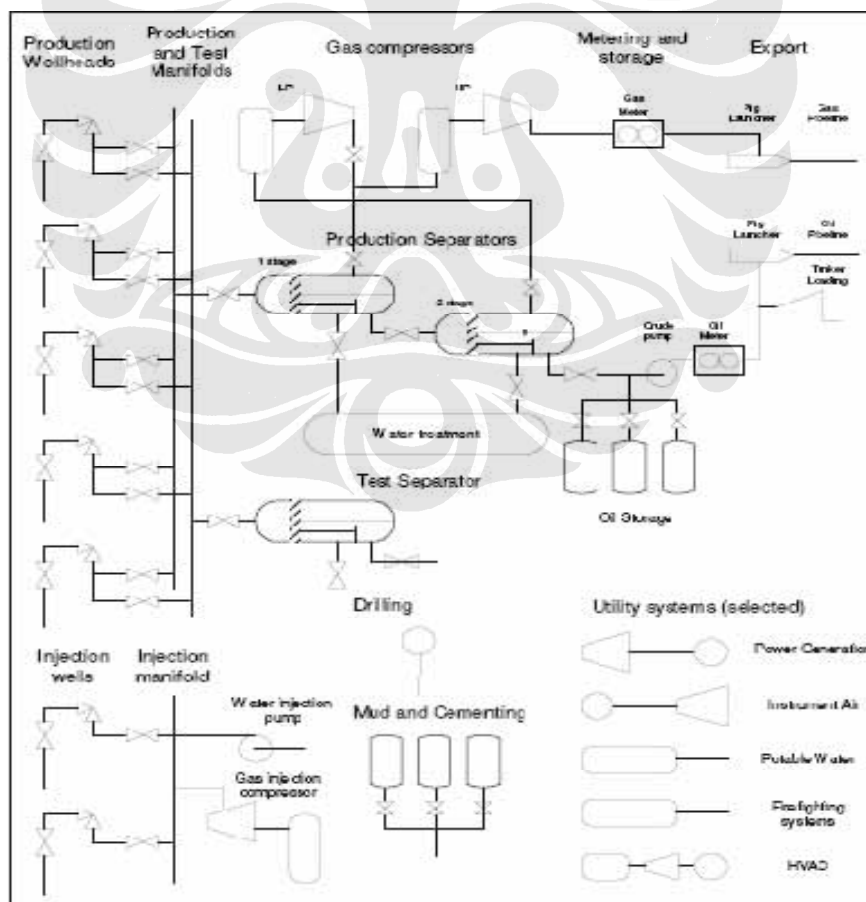 Production
Wellheads
Production
and Test
Manifolds
Gas compressors
Metering and
storage
Export
LP
HP
Gas
Meter
Pig
Launcher
Gas
Pipeline
Production Separators
1 stage
2 stage
Pig
Launcher
Oil
Pipeline
Tanker
Loading
Crude
pump
Oil
Meter
Water treatment
Test Separator
Oil Storage
Drilling
Utility systems (selected)
Injection
wells
Injection
manifold
Water injection
pump
Mud and Cementing
Gas injection
compressor
Power Generation
Instrument Air
Potable Water
Firefighting
systems
HVAC